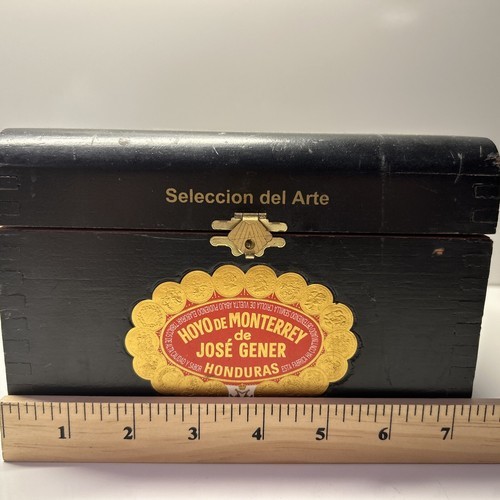 Seleccion del Arte
HOYO DE MONTERREY
de
JOSÉ GENER
HONDURAS
1 2 3 4 5 6 7